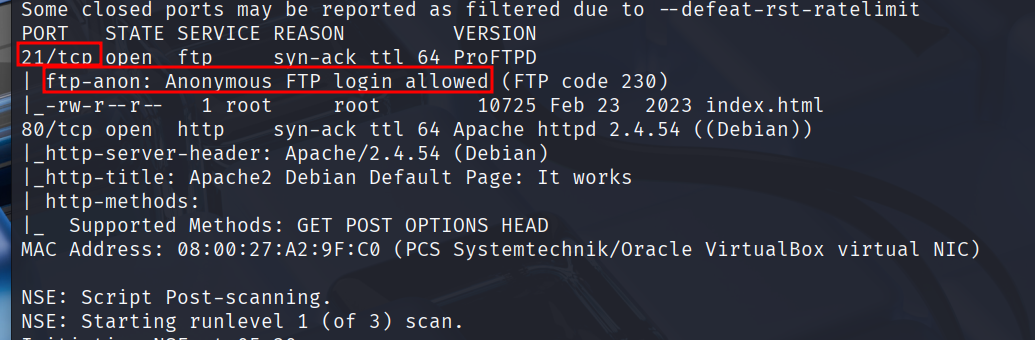 Some closed ports may be reported as filtered due to --defeat-rst-ratelimit
PORT   STATE SERVICE REASON         VERSION
21/tcp open  ftp     syn-ack ttl 64 ProFTPD
| ftp-anon: Anonymous FTP login allowed (FTP code 230)
|_-rw-r--r--   1 root     root        10725 Feb 23  2023 index.html
80/tcp open  http    syn-ack ttl 64 Apache httpd 2.4.54 ((Debian))
|_http-server-header: Apache/2.4.54 (Debian)
|_http-title: Apache2 Debian Default Page: It works
| http-methods:
|_  Supported Methods: GET POST OPTIONS HEAD
MAC Address: 08:00:27:A2:9F:C0 (PCS Systemtechnik/Oracle VirtualBox virtual NIC)
NSE: Script Post-scanning.
NSE: Starting runlevel 1 (of 3) scan.